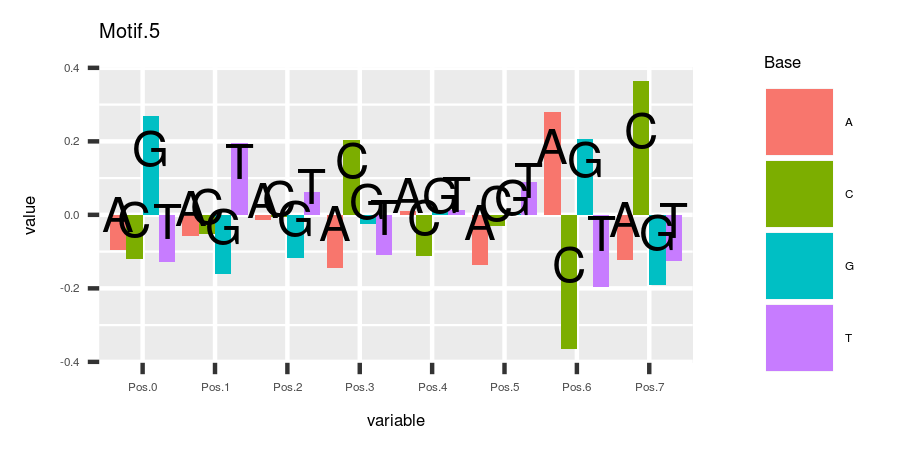 Motif.5
Base
value
0.4
0.2
0.0
-0.2
-0.4
A C G T A C G T A C G T A C G T A C G T A C G T A C G T A C G T
Pos.0 Pos.1 Pos.2 Pos.3 Pos.4 Pos.5 Pos.6 Pos.7
variable
A
C
G
T